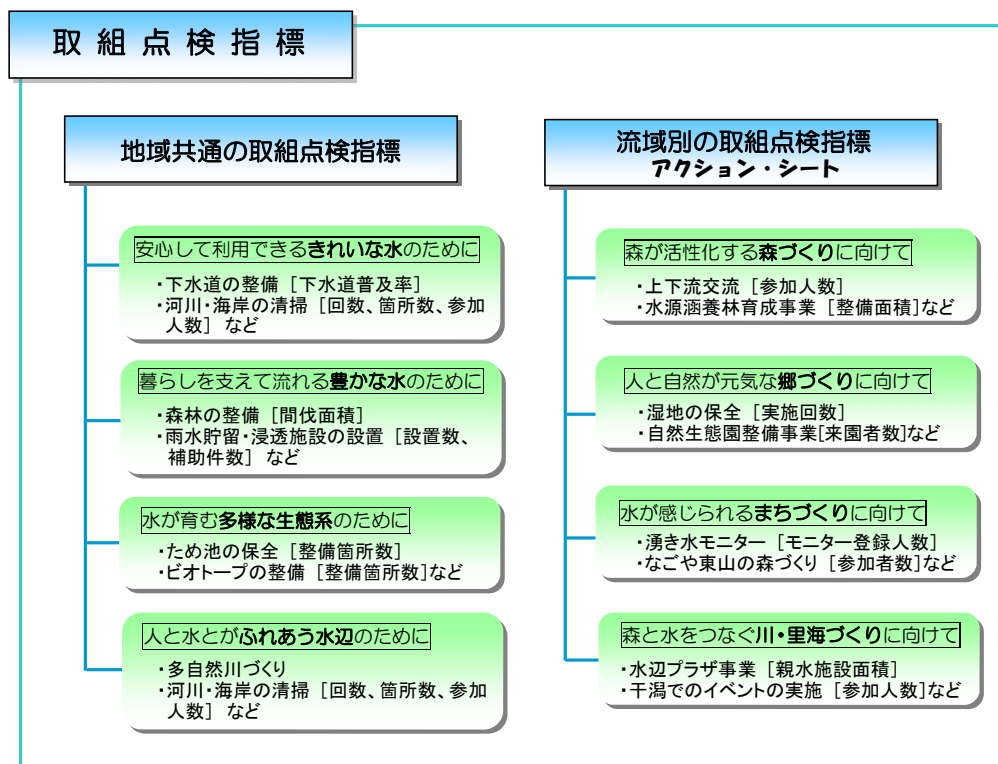 取組点検指標
地域共通の取組点検指標
安心して利用できるきれいな水のために
・下水道の整備［下水道普及率］
・河川・海岸の清掃［回数、箇所数、参加
人数］など
暮らしを支えて流れる豊かな水のために
・森林の整備［間伐面積］
・雨水貯留・浸透施設の設置［設置数、
補助件数］など
水が育む多様な生態系のために
・ため池の保全［整備箇所数］
・ビオトープの整備［整備箇所数］など
人と水とがふれあう水辺のために
・多自然川づくり
・河川・海岸の清掃［回数、箇所数、参加
人数］など
流域別の取組点検指標
アクション・シート
森が活性化する森づくりに向けて
・上下流交流［参加人数］
・水源涵養林育成事業［整備面積］など
人と自然が元気な郷づくりに向けて
・湿地の保全［実施回数］
・自然生態園整備事業[来園者数]など
水が感じられるまちづくりに向けて
・湧き水モニター［モニター登録人数］
・なごや東山の森づくり［参加者数］など
森と水をつなぐ川・里海づくりに向けて
・水辺プラザ事業［親水施設面積］
・干潟でのイベントの実施［参加人数］など